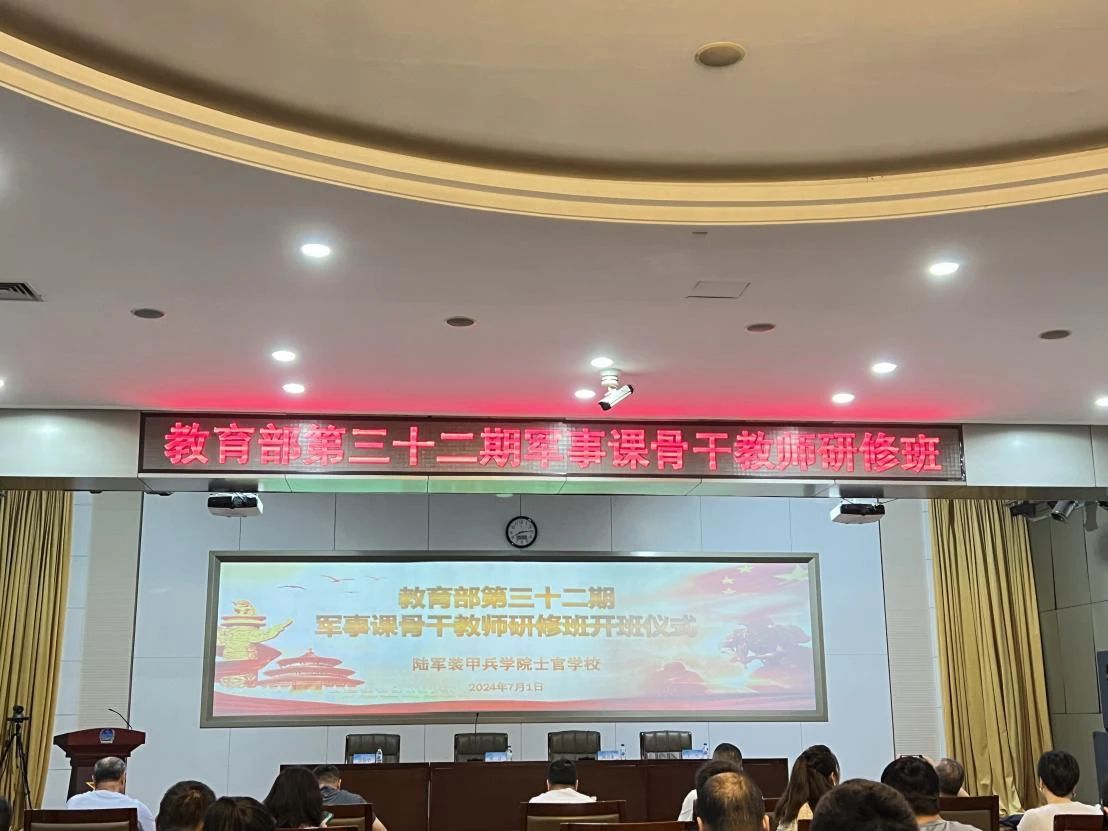 教育部第三十二期军事课骨干教师研修班
教育部第三十二期
军事课骨干教师研修班开班仪式
陆军装甲兵学院士官学校
2024年7月1日